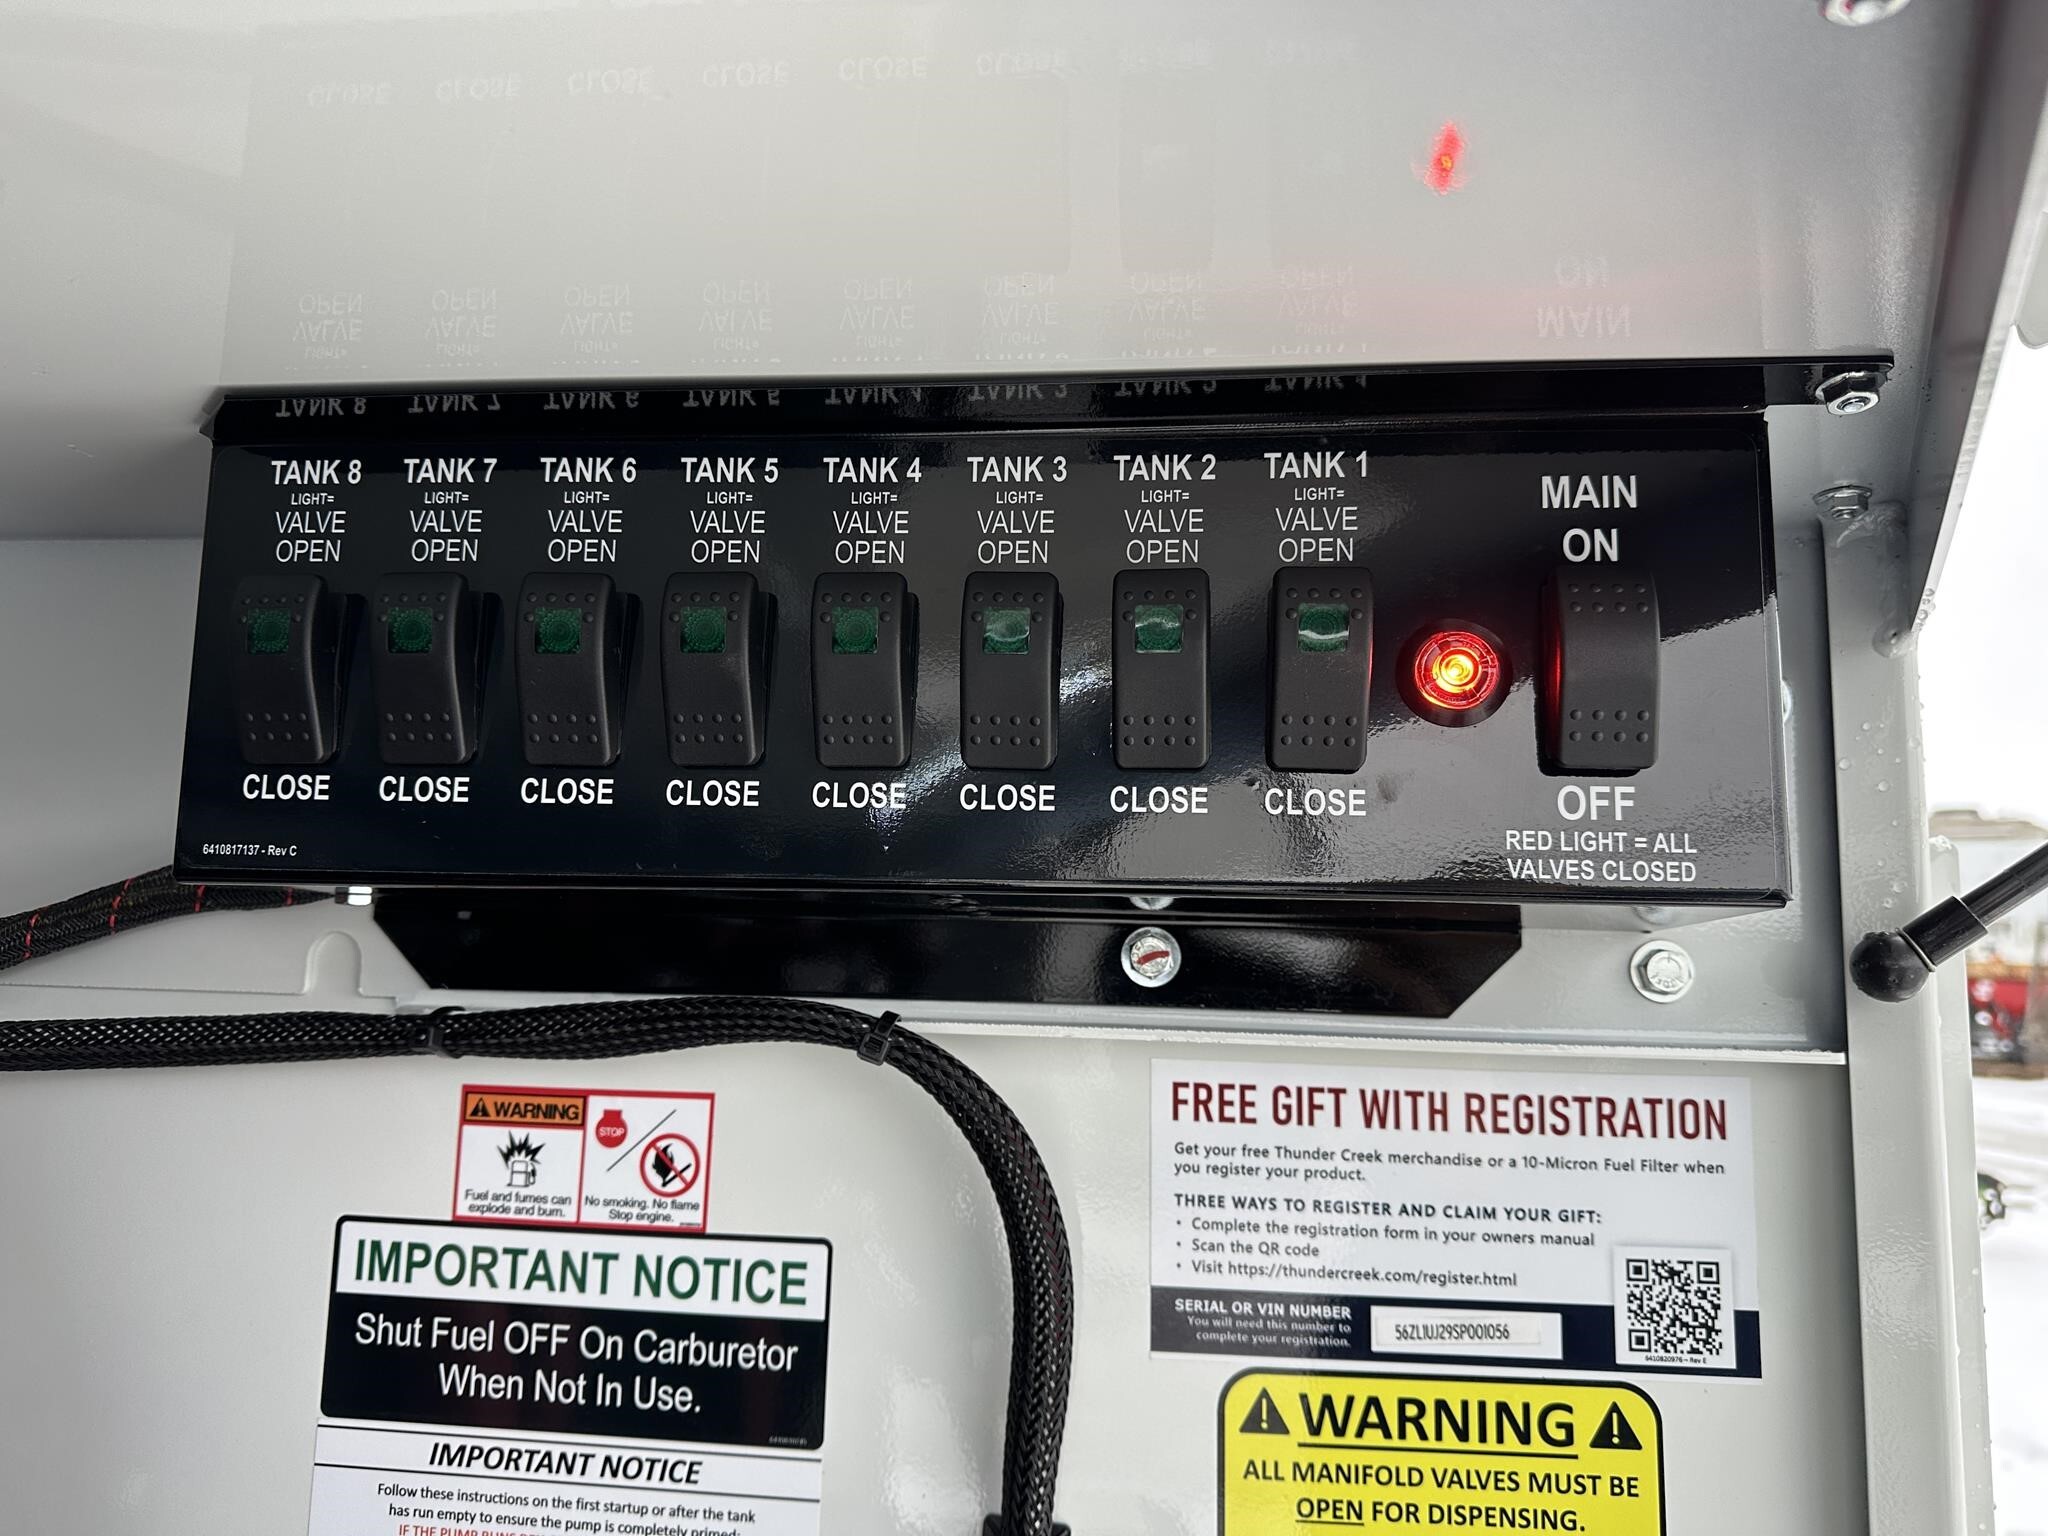 TANK 8
LIGHT=
VALVE
OPEN
CLOSE
TANK 7
LIGHT=
VALVE
OPEN
CLOSE
TANK 6
LIGHT=
VALVE
OPEN
CLOSE
TANK 5
LIGHT=
VALVE
OPEN
CLOSE
TANK 4
LIGHT=
VALVE
OPEN
CLOSE
TANK 3
LIGHT=
VALVE
OPEN
CLOSE
TANK 2
LIGHT=
VALVE
OPEN
CLOSE
TANK 1
LIGHT=
VALVE
OPEN
CLOSE
MAIN
ON
OFF
RED LIGHT = ALL
VALVES CLOSED
6410817137 - Rev C
WARNING
Fuel and fumes can
explode and burn.
STOP
No smoking. No flame
Stop engine.
IMPORTANT NOTICE
Shut Fuel OFF On Carburetor
When Not In Use.
IMPORTANT NOTICE
Follow these instructions on the first startup or after the tank
has run empty to ensure the pump is completely primed:
IF THE PUMP RUNS
FREE GIFT WITH REGISTRATION
Get your free Thunder Creek merchandise or a 10-Micron Fuel Filter when
you register your product.
THREE WAYS TO REGISTER AND CLAIM YOUR GIFT:
• Complete the registration form in your owners manual
• Scan the QR code
• Visit https://thundercreek.com/register.html
SERIAL OR VIN NUMBER
You will need this number to
complete your registration.
56ZL1UJ29SP001056
6410820976 - Rev E
WARNING
ALL MANIFOLD VALVES MUST BE
OPEN FOR DISPENSING.